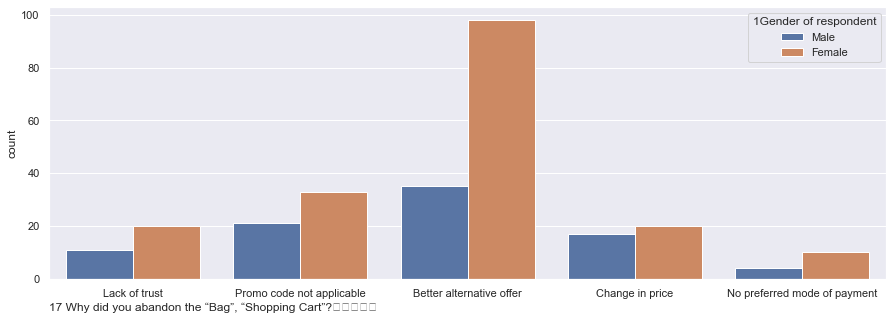 100
80
60
40
20
0
count
1Gender of respondent
Male
Female
Lack of trust
Promo code not applicable
Better alternative offer
Change in price
No preferred mode of payment
17 Why did you abandon the “Bag”, “Shopping Cart”?